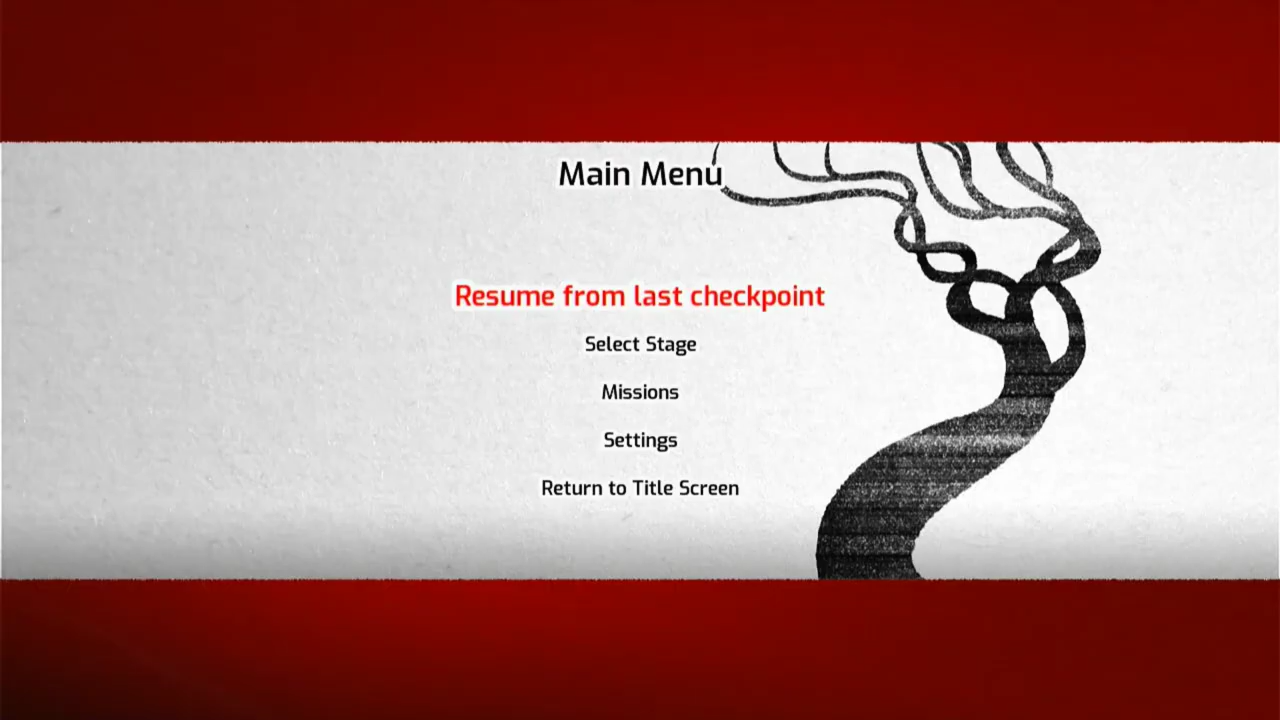 Main Menu
Resume from last checkpoint
Select Stage
Missions
Settings
Return to Title Screen